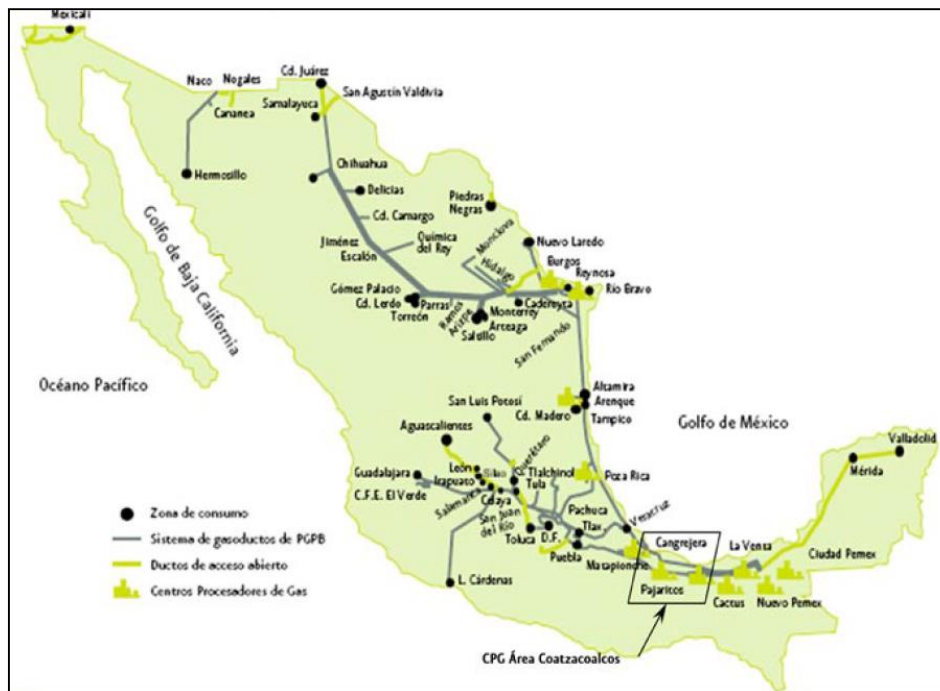 Mexicali
Naco
Nogales
Cananea
Hermosillo
Cd. Juárez
Samalayuca
San Agustín Valdivia
Chihuahua
Delicias
Cd. Camargo
Jiménez
Escalón
Química
del Rey
Piedras
Negras
Monclova
Hidalgo
Nuevo Laredo
Burgos
Reynosa
Río Bravo
Gómez Palacio
Cd. Lerdo
Torreón
Parras
Ramos
Arizpe
Monterrey
Arteaga
Saltillo
Cadereyta
San Fernando
Golfo de Baja California
Océano Pacífico
Golfo de México
Altamira
Arenque
Cd. Madero
Tampico
San Luis Potosí
Aguascalientes
Guadalajara
C.F.E. El Verde
León
Silao
Irapuato
Salamanca
Celaya
San Juan
del Río
Querétaro
Tlalchinol
Tula
Pachuca
Poza Rica
Toluca
D.F.
Tlax.
Puebla
Veracruz
Matapionche
L. Cárdenas
Cangrejera
Pajaritos
La Venta
Cactus
Nuevo Pemex
Ciudad Pemex
Mérida
Valladolid
Zona de consumo
Sistema de gasoductos de PGPB
Ductos de acceso abierto
Centros Procesadores de Gas
CPG Área Coatzacoalcos